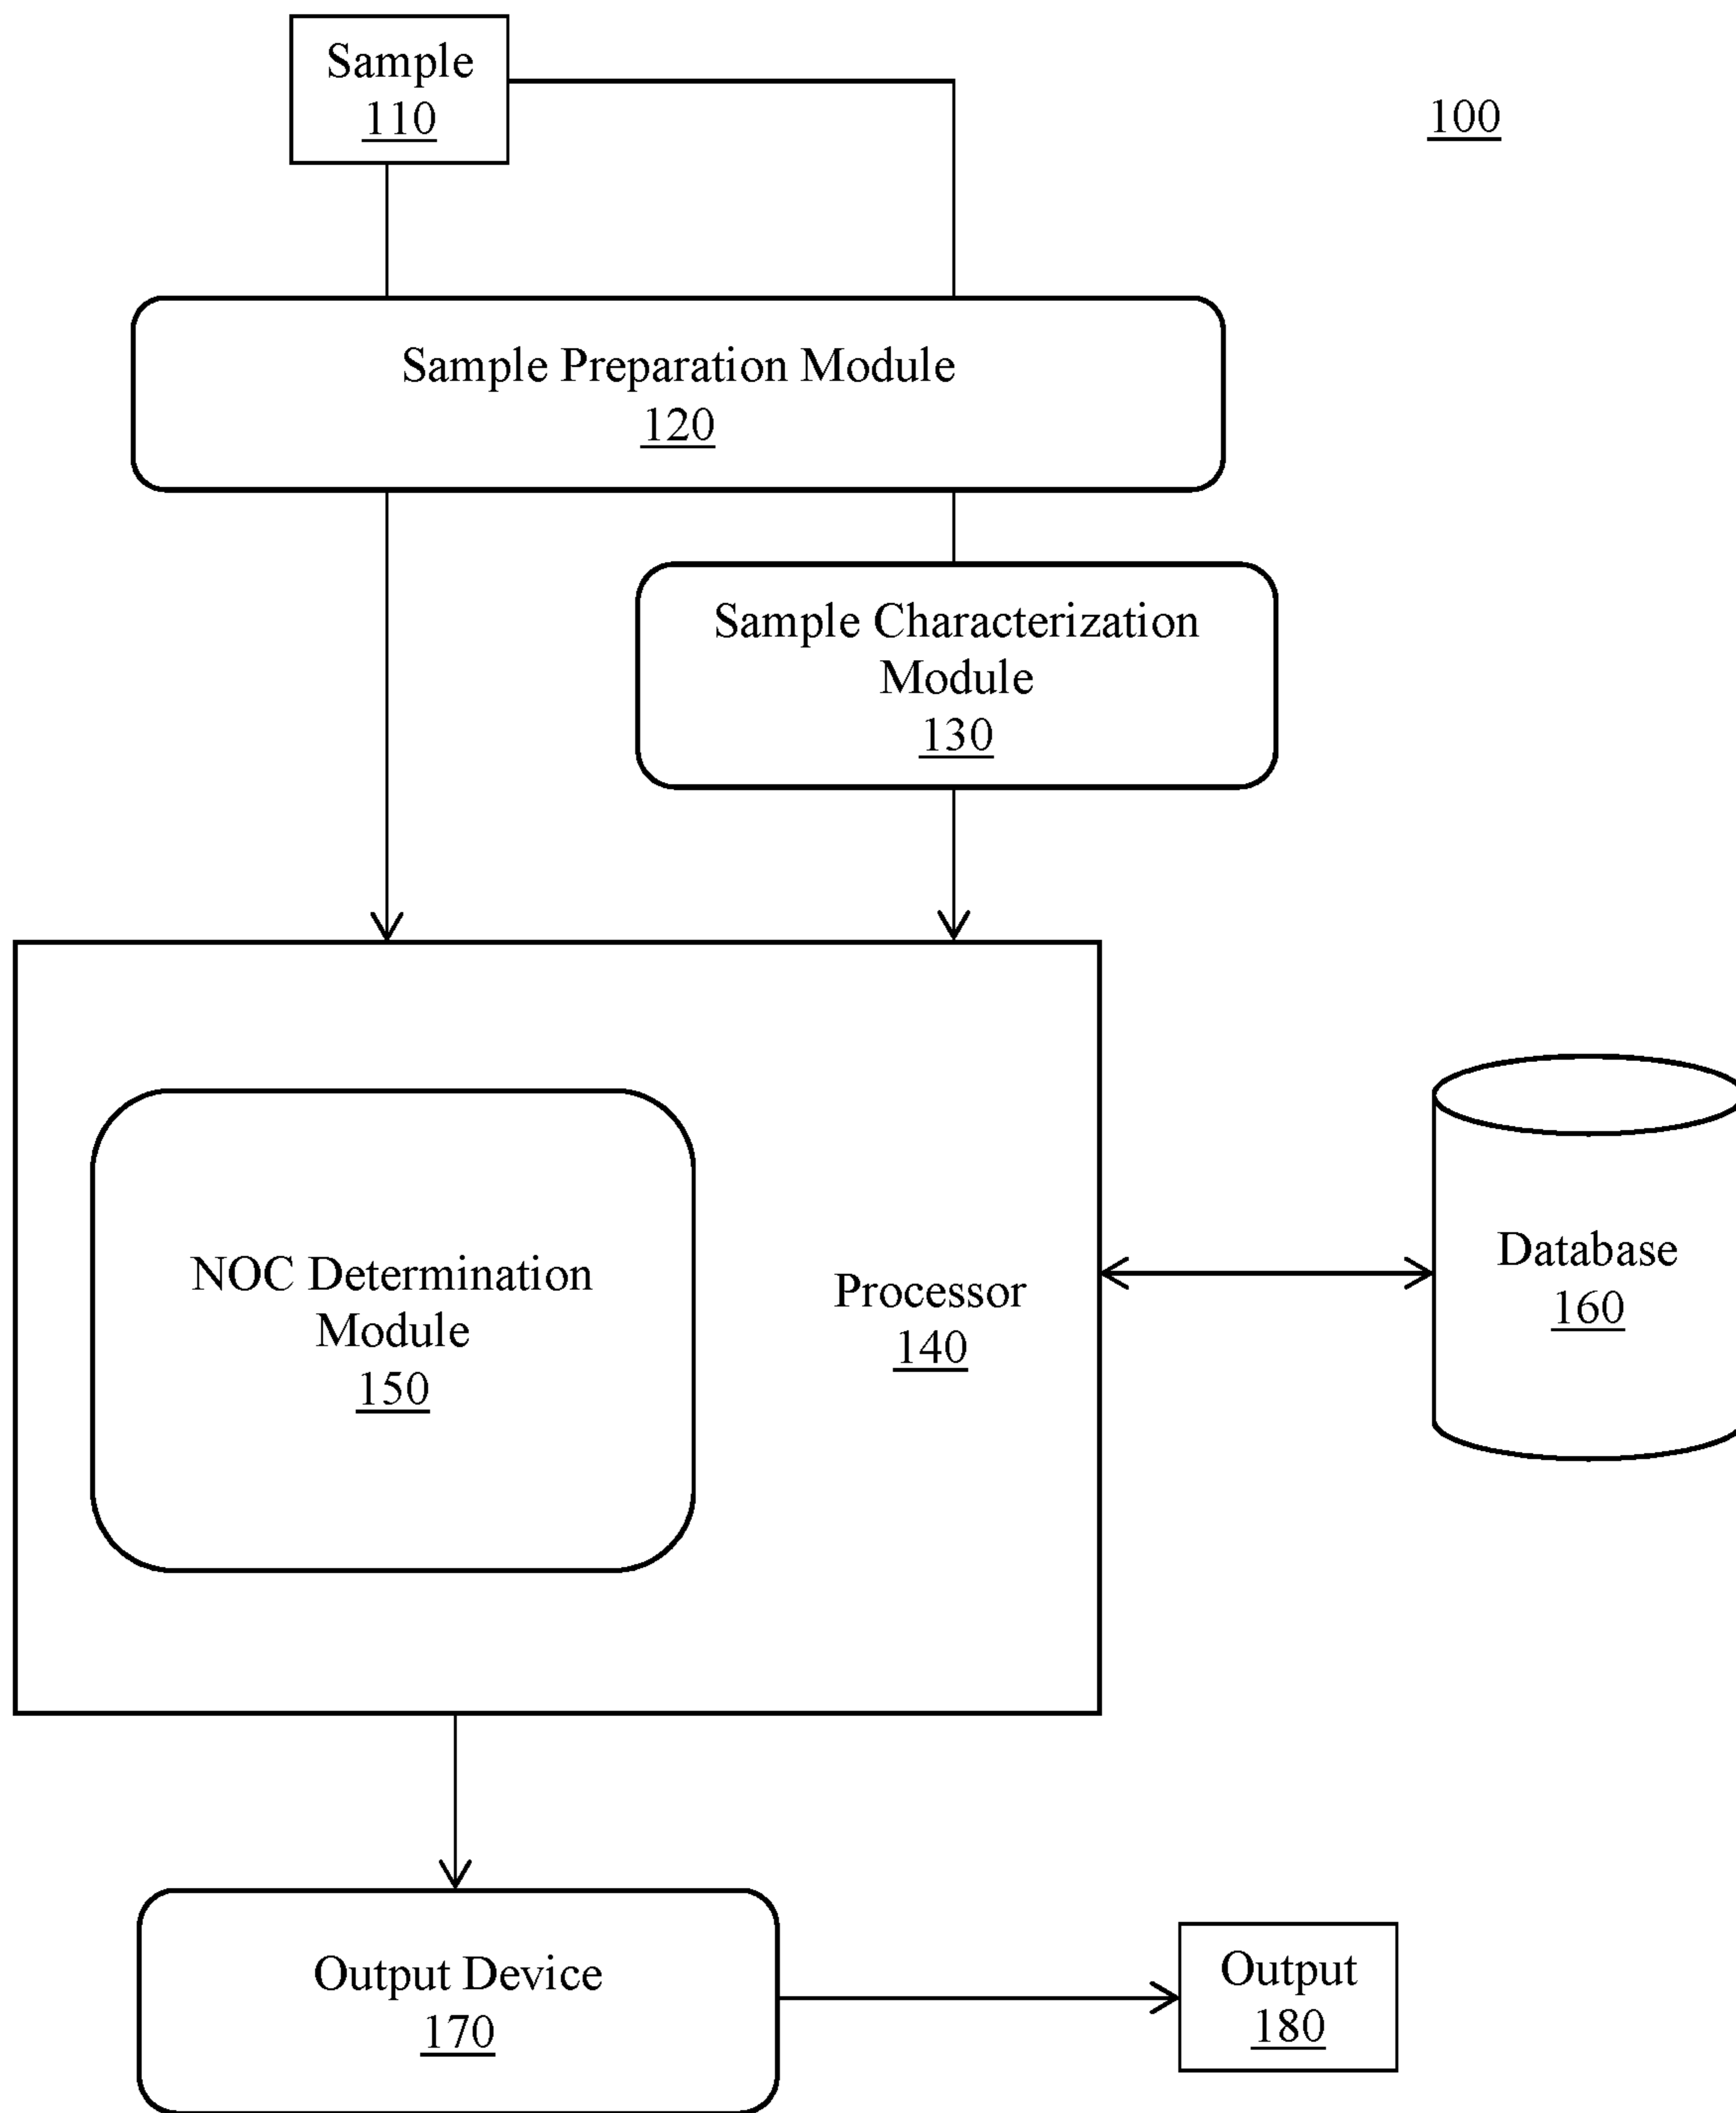 Sample
110
100
Sample Preparation Module
120
Sample Characterization
Module
130
NOC Determination
Module
150
Processor
140
Database
160
Output Device
170
Output
180